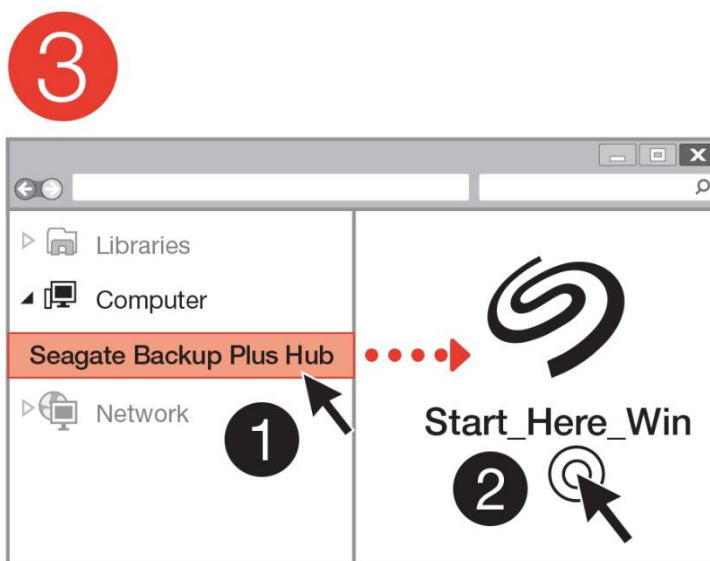 3
Libraries
Computer
Seagate Backup Plus Hub
Network
1
Start_Here_Win
2